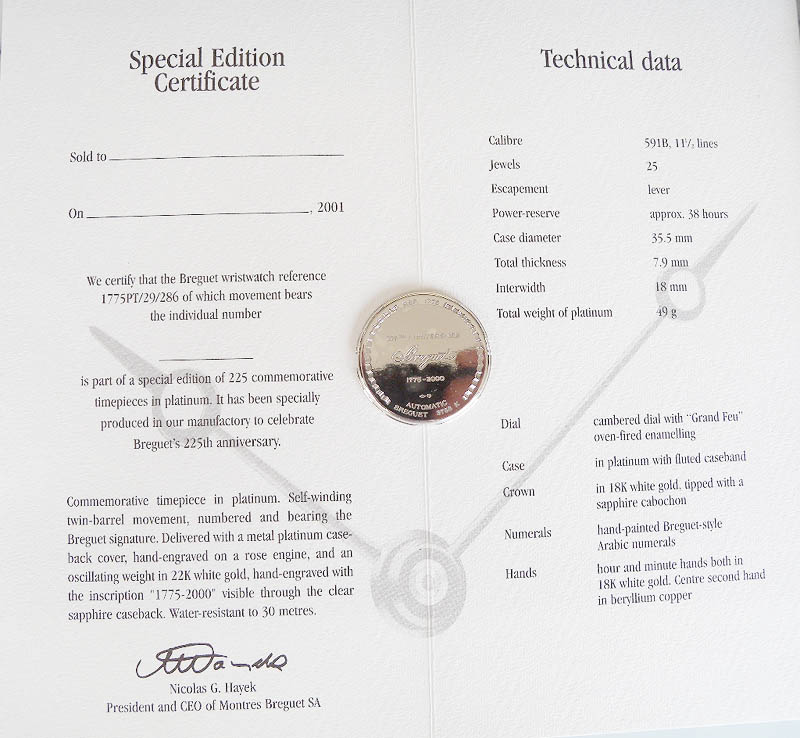 Special Edition
Certificate
Sold to
On , 2001
We certify that the Breguet wristwatch reference
1775PT/29/286 of which movement bears
the individual number
is part of a special edition of 225 commemorative
timepieces in platinum. It has been specially
produced in our manufactory to celebrate
Breguet's 225th anniversary.
Commemorative timepiece in platinum. Self-winding
twin-barrel movement, numbered and bearing the
Breguet signature. Delivered with a metal platinum case-
back cover, hand-engraved on a rose engine, and an
oscillating weight in 22K white gold, hand-engraved with
the inscription "1775-2000" visible through the clear
sapphire caseback. Water-resistant to 30 metres.
Nicolas G. Hayek
President and CEO of Montres Breguet SA
Breguet
1775-2000
AUTOMATIC
BREGUET
Technical data
Calibre 591B, 11½ lines
Jewels 25
Escapement lever
Power-reserve approx. 38 hours
Case diameter 35.5 mm
Total thickness 7.9 mm
Interwidth 18 mm
Total weight of platinum 49 g
Dial cambered dial with "Grand Feu"
oven-fired enamelling
Case in platinum with fluted caseband
Crown in 18K white gold, tipped with a
sapphire cabochon
Numerals hand-painted Breguet-style
Arabic numerals
Hands hour and minute hands both in
18K white gold. Centre second hand
in beryllium copper